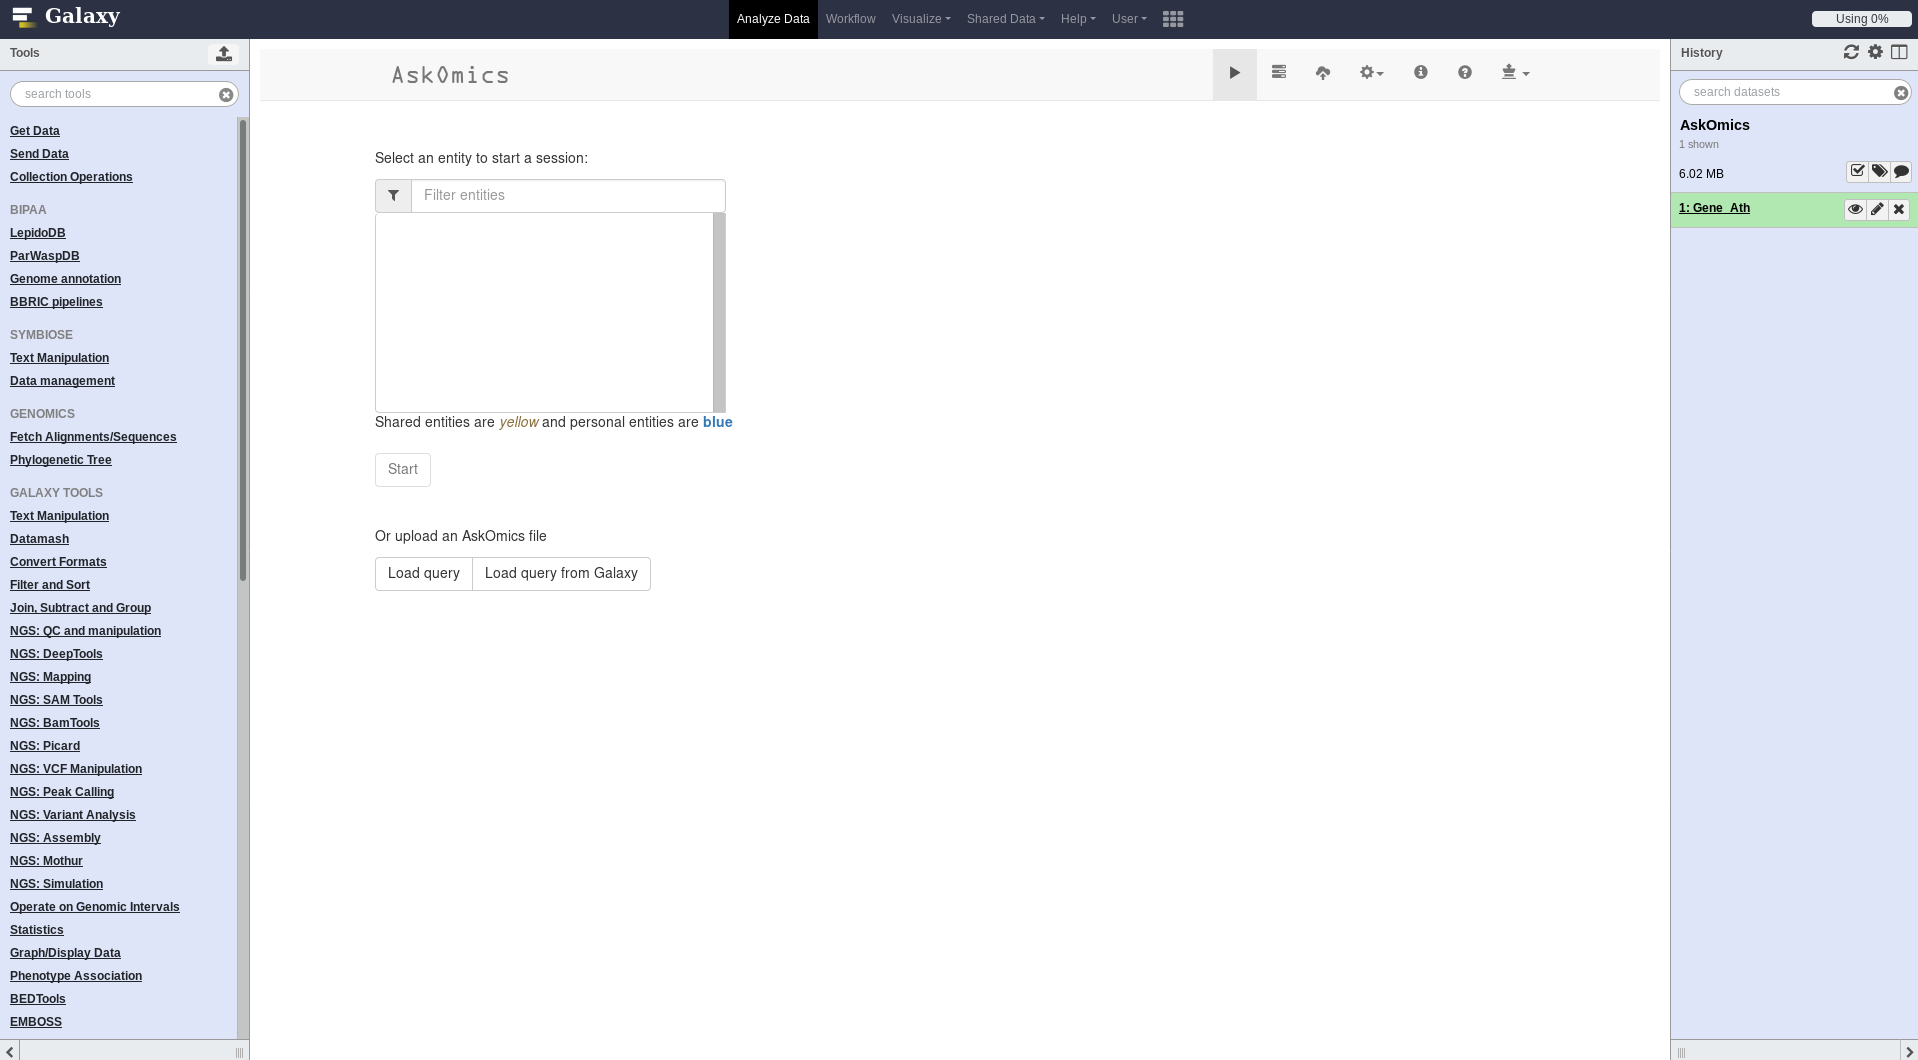 Galaxy
Analyze Data
Workflow
Visualize
Shared Data
Help
User
Using 0%
Tools
search tools
Get Data
Send Data
Collection Operations
BIPAA
LepidoDB
ParWaspDB
Genome annotation
BBRIC pipelines
SYMBIOSE
Text Manipulation
Data management
GENOMICS
Fetch Alignments/Sequences
Phylogenetic Tree
GALAXY TOOLS
Text Manipulation
Datamash
Convert Formats
Filter and Sort
Join, Subtract and Group
NGS: QC and manipulation
NGS: DeepTools
NGS: Mapping
NGS: SAM Tools
NGS: BamTools
NGS: Picard
NGS: VCF Manipulation
NGS: Peak Calling
NGS: Variant Analysis
NGS: Assembly
NGS: Mothur
NGS: Simulation
Operate on Genomic Intervals
Statistics
Graph/Display Data
Phenotype Association
BEDTools
EMBOSS
AskOmics
Select an entity to start a session:
Filter entities
Shared entities are yellow and personal entities are blue
Start
Or upload an AskOmics file
Load query
Load query from Galaxy
History
search datasets
AskOmics
1 shown
6.02 MB
1: Gene_Ath